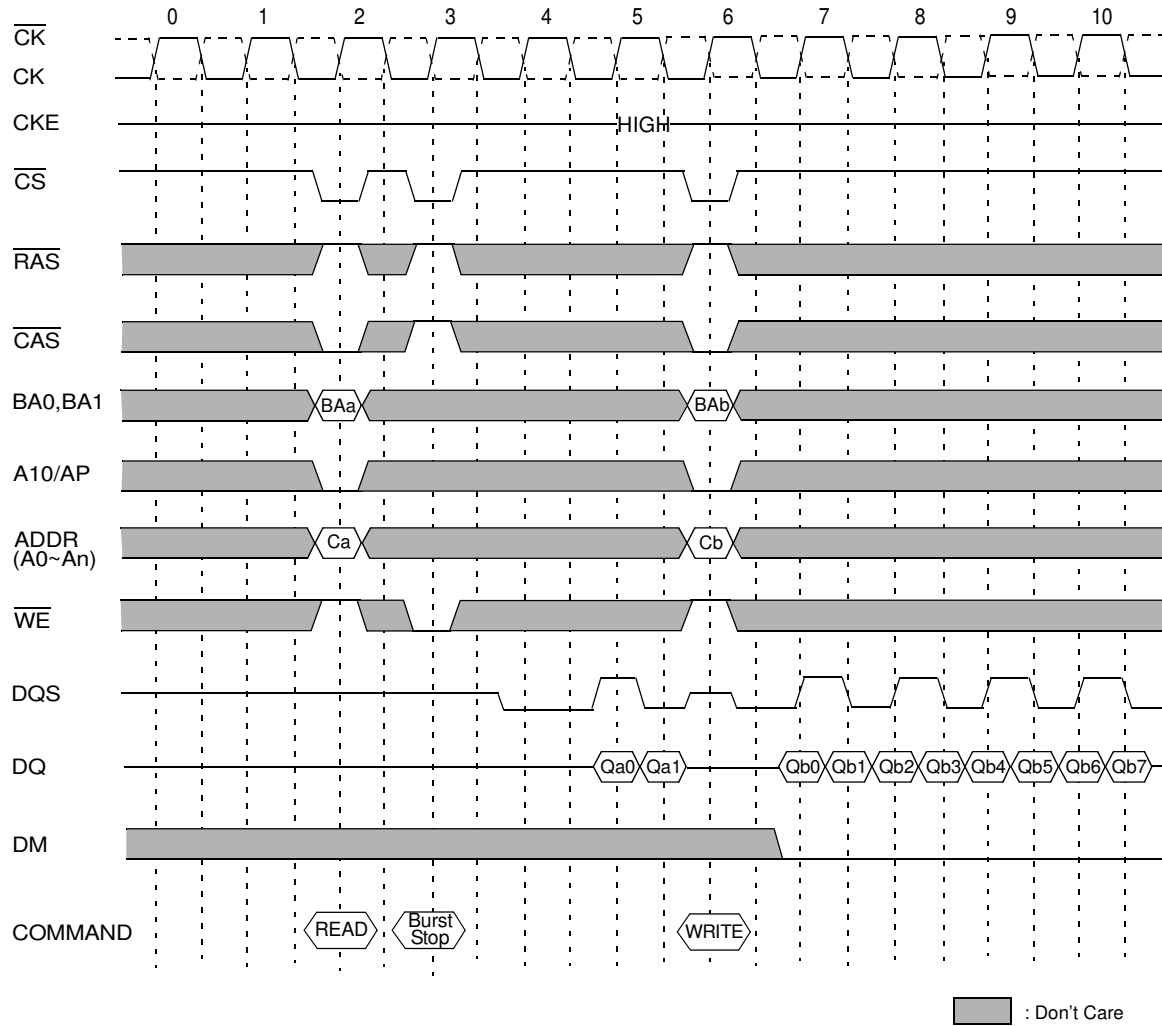 0 1 2 3 4 5 6 7 8 9 10
CK
CK
CKE
HIGH
CS
RAS
CAS
BA0,BA1
BAa
BAb
A10/AP
ADDR
(A0~An)
Ca
Cb
WE
DQS
DQ
Qa0 Qa1 Qb0 Qb1 Qb2 Qb3 Qb4 Qb5 Qb6 Qb7
DM
COMMAND
READ
Burst
Stop
WRITE
: Don't Care